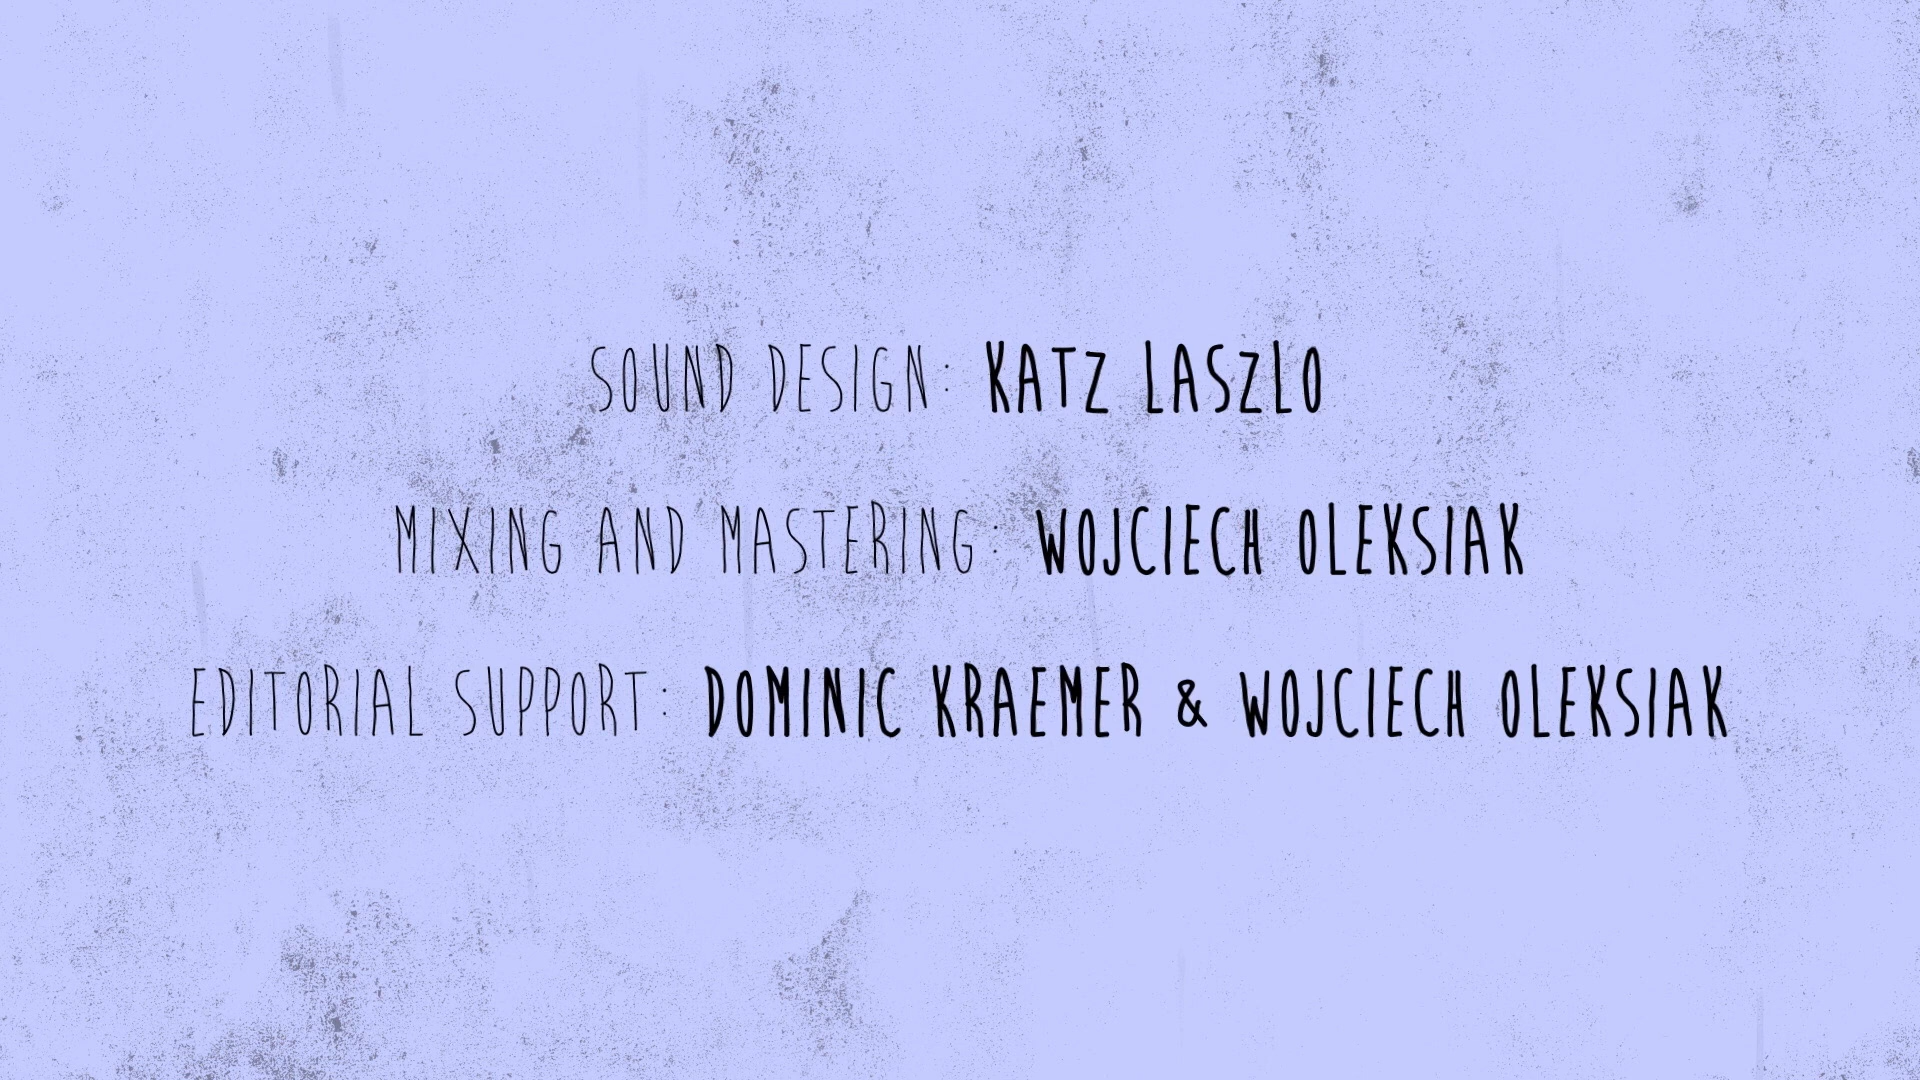 SOUND DESIGN: KATZ LASZLO
MIXING AND MASTERING: WOJCIECH OLEKSIAK
EDITORIAL SUPPORT: DOMINIC KRAEMER & WOJCIECH OLEKSIAK